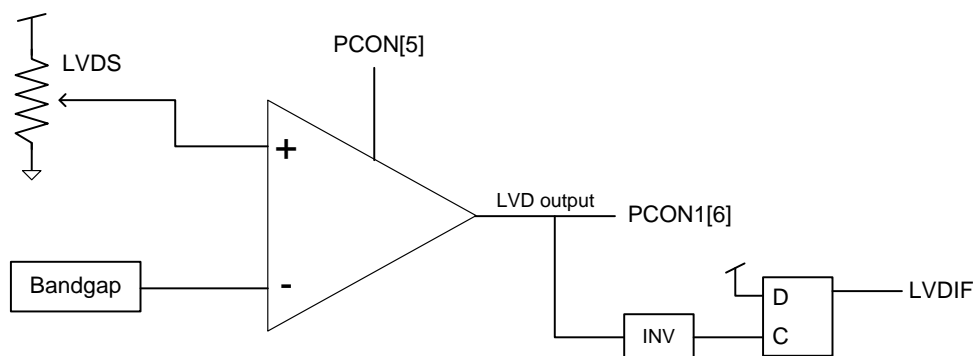 PCON[5]
LVDS
+
LVD output
PCON1[6]
Bandgap
-
D
LVDIF
INV
C